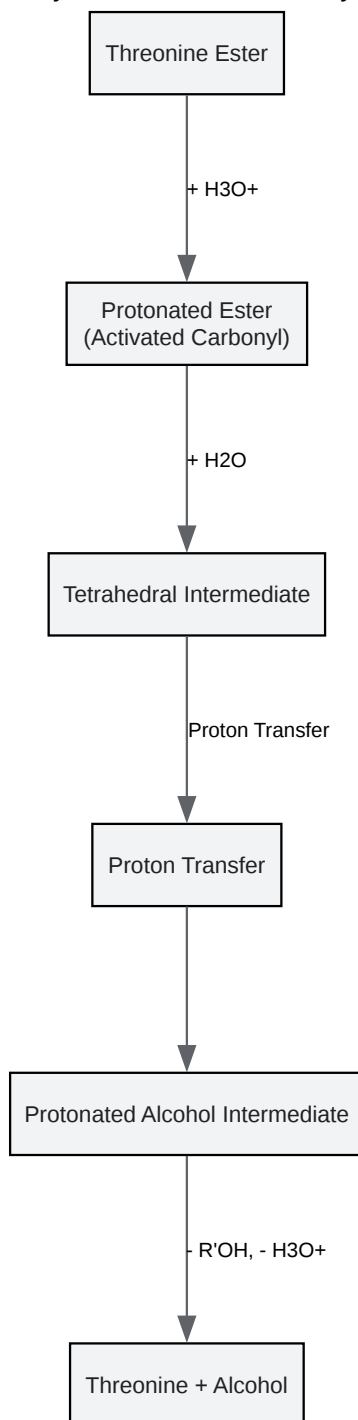 Threonine Ester
+ H3O+
Protonated Ester
(Activated Carbonyl)
+ H2O
Tetrahedral Intermediate
Proton Transfer
Proton Transfer
Protonated Alcohol Intermediate
- R'OH, - H3O+
Threonine + Alcohol